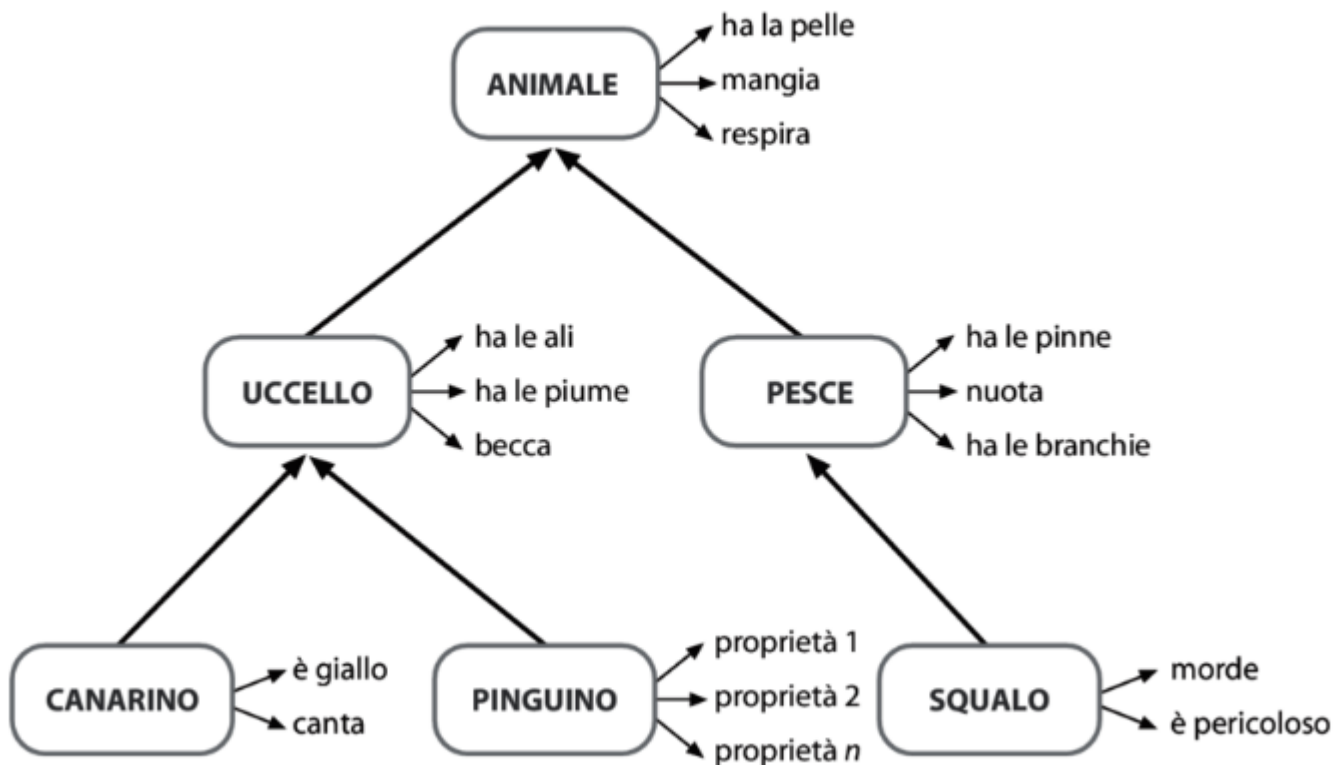 ANIMALE
ha la pelle
mangia
respira
UCCELLO
ha le ali
ha le piume
becca
PESCE
ha le pinne
nuota
ha le branchie
CANARINO
è giallo
canta
PINGUINO
proprietà 1
proprietà 2
proprietà n
SQUALO
morde
è pericoloso